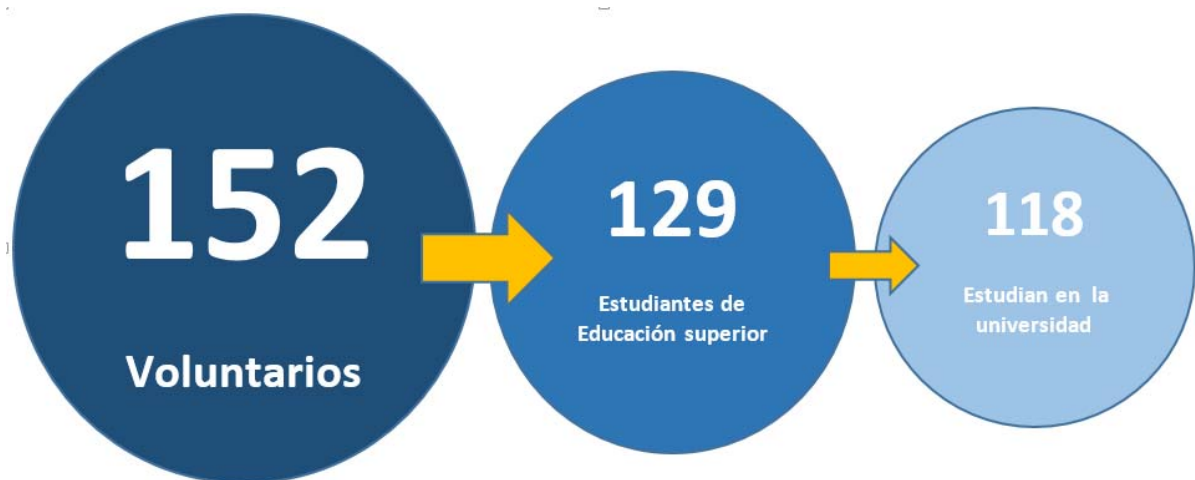 152
Voluntarios
129
Estudiantes de
Educación superior
118
Estudian en la
universidad